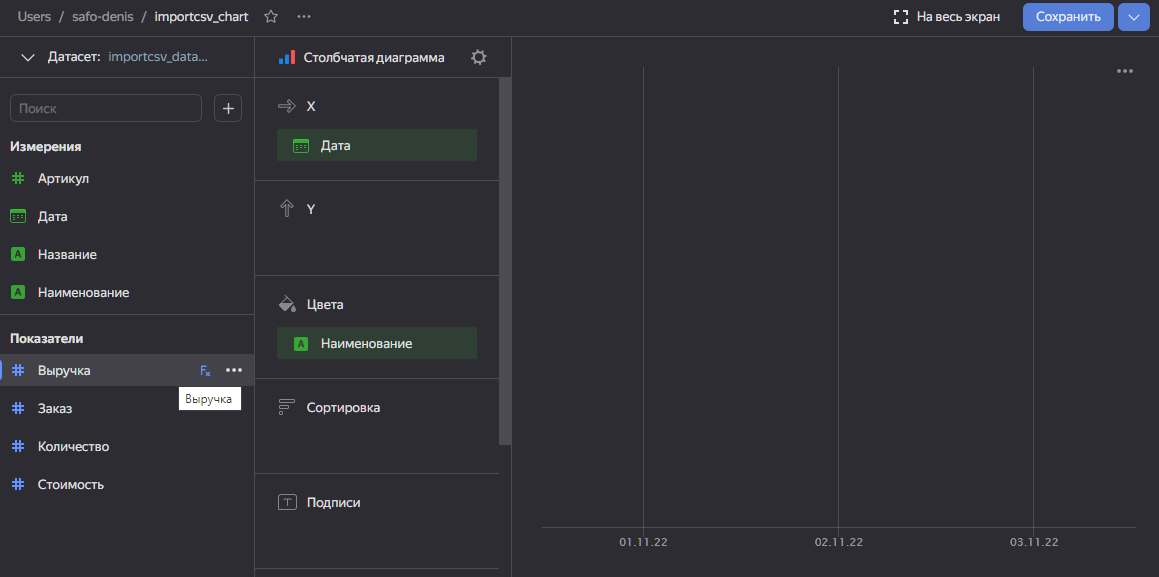 Users / safo-denis / importcsv_chart
На весь экран
Сохранить
Датасет: importcsv_data...
Поиск
Измерения
Артикул
Дата
A Название
A Наименование
Показатели
Выручка Fx
Выручка
Заказ
Количество
Стоимость
Столбчатая диаграмма
X
Дата
Y
Цвета
A Наименование
Сортировка
T Подписи
01.11.22 02.11.22 03.11.22